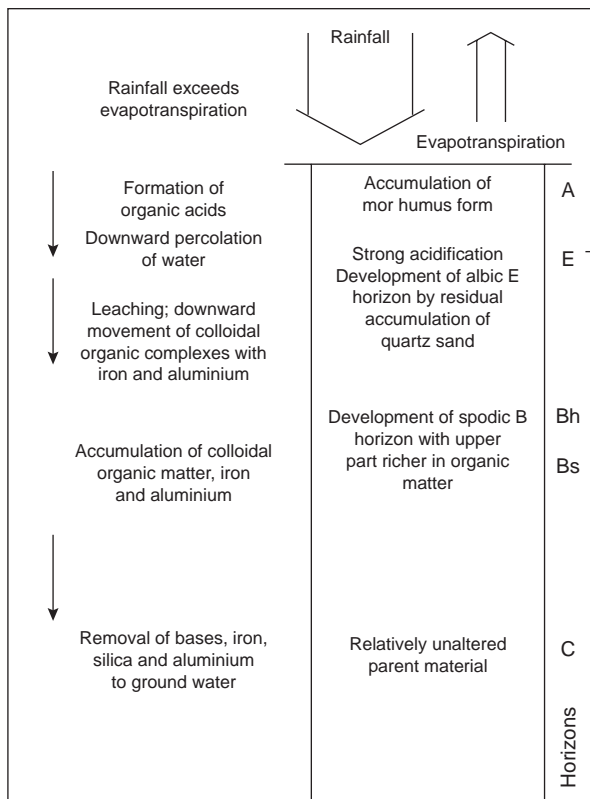 Rainfall
Rainfall exceeds
evapotranspiration
Evapotranspiration
Formation of
organic acids
Downward percolation
of water
Accumulation of
mor humus form
A
Strong acidification
Development of albic E
horizon by residual
accumulation of
quartz sand
E
Leaching; downward
movement of colloidal
organic complexes with
iron and aluminium
Development of spodic B
horizon with upper
part richer in organic
matter
Bh
Bs
Accumulation of colloidal
organic matter, iron
and aluminium
Removal of bases, iron,
silica and aluminium
to ground water
Relatively unaltered
parent material
C
Horizons